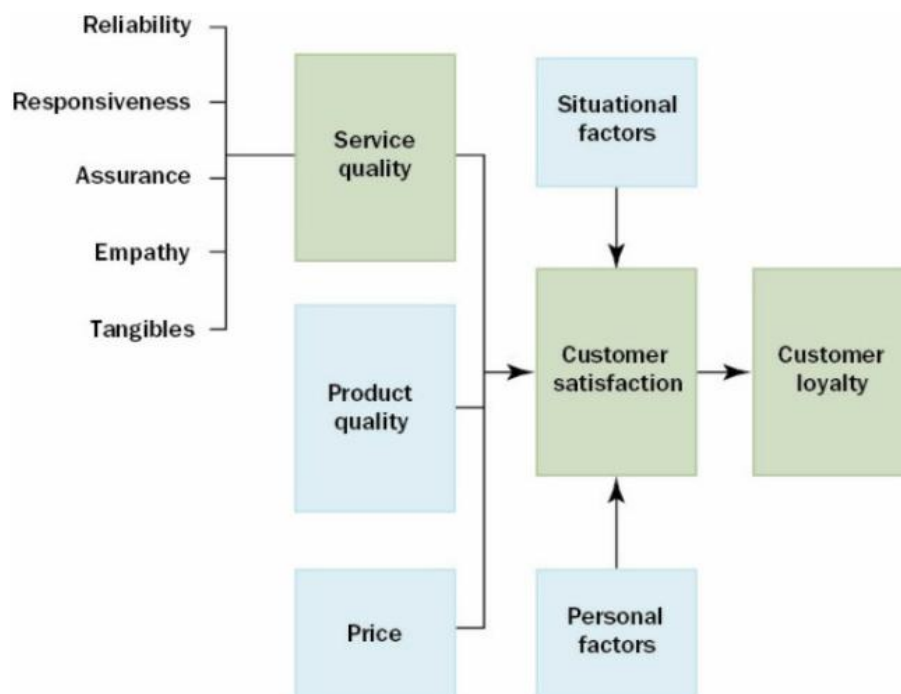 Reliability
Responsiveness
Assurance
Empathy
Tangibles
Service
quality
Product
quality
Price
Situational
factors
Customer
satisfaction
Personal
factors
Customer
loyalty